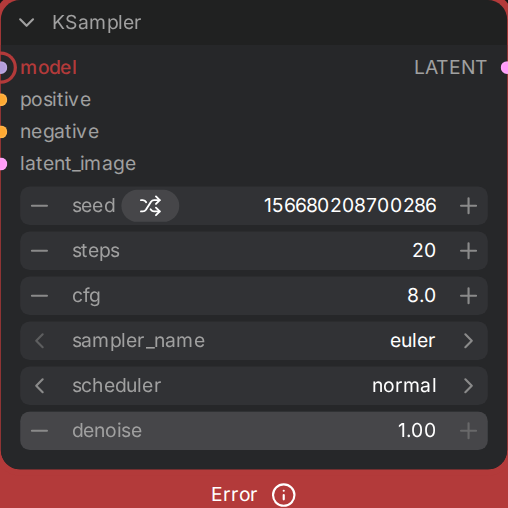 KSampler
model LATENT
positive
negative
latent_image
seed 156680208700286
steps 20
cfg 8.0
sampler_name euler
scheduler normal
denoise 1.00
Error